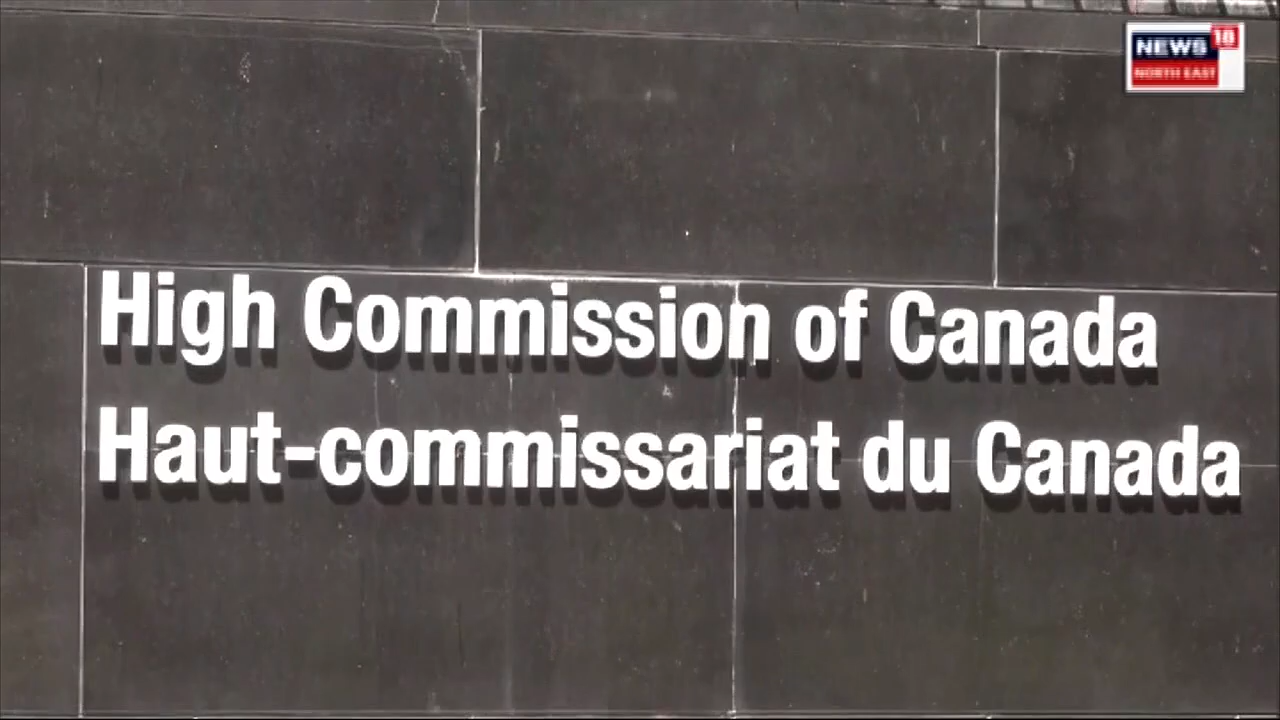 NEWS 18
NORTH EAST
High Commission of Canada
Haut-commissariat du Canada